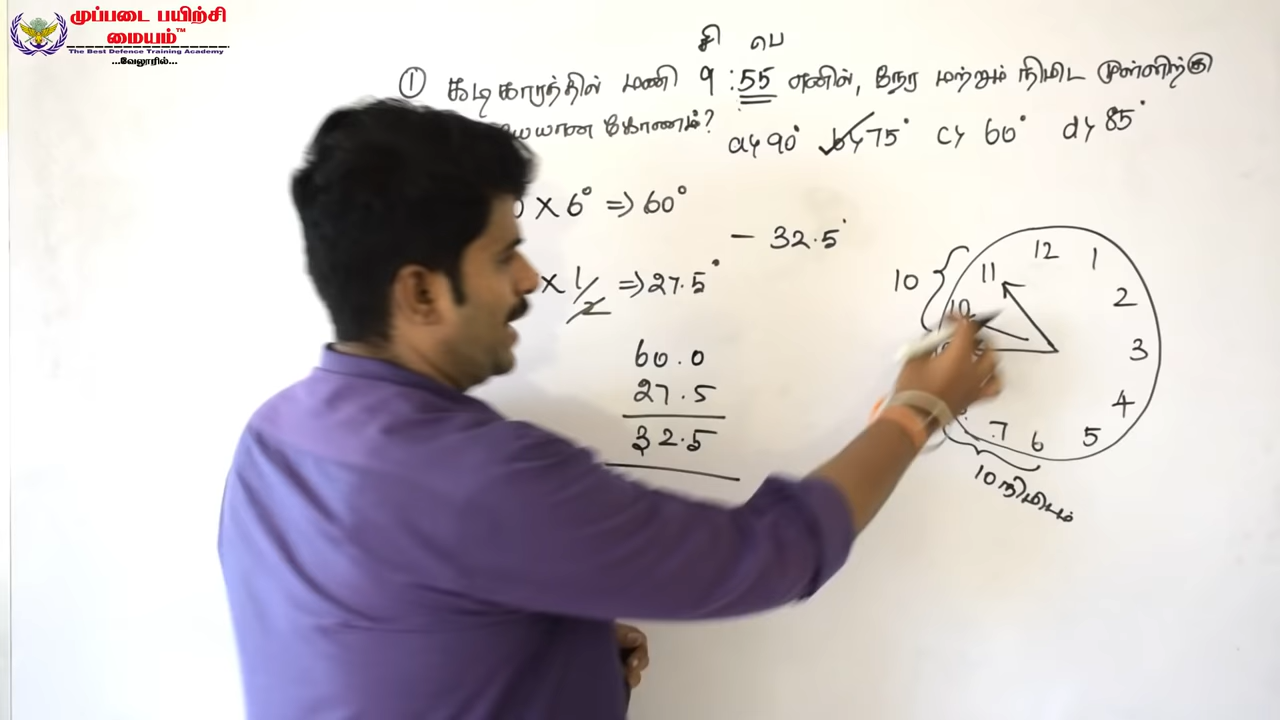 முப்படை பயிற்சி
மையம்™
The Best Defence Training Academy
...வேலூரில்...
சி பெ
① கடிகாரத்தில் மணி 9 : 55 எனில், நேர மற்றும் நிமிட முள்ளிற்கு
கோணம்?
a) 90° b) 75° c) 60° d) 85°
× 6° ⇒ 60°
– 32.5°
× 1/2 ⇒ 27.5°
60.0
27.5
32.5
12
11
1
10
10
2
3
4
5
6
7
10 நிமிடம்